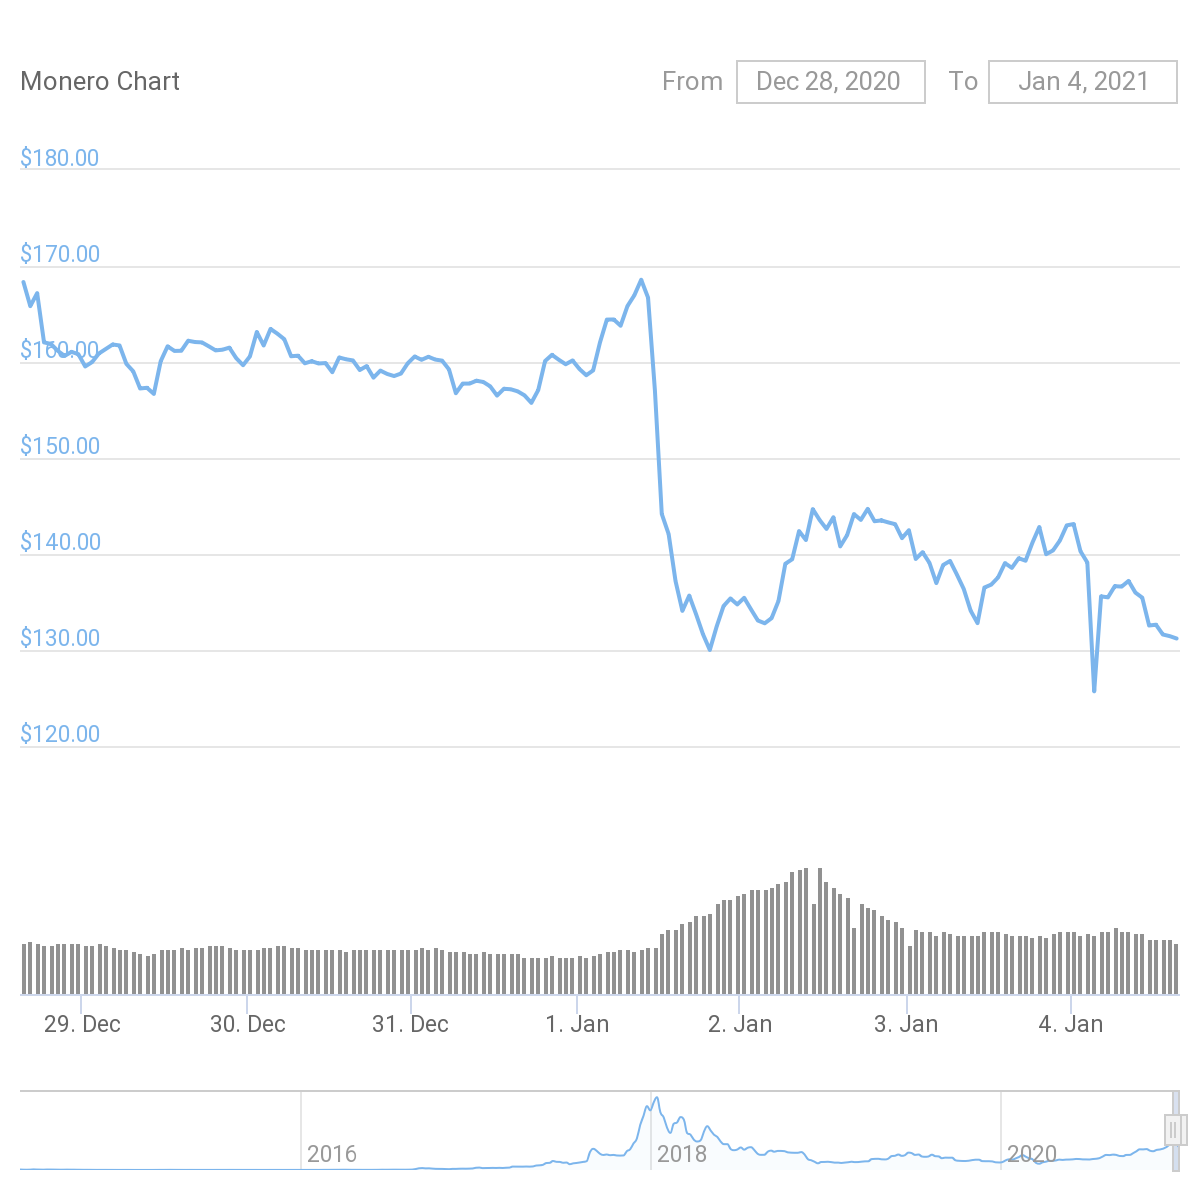 Monero Chart From Dec 28, 2020 To Jan 4, 2021
$180.00
$170.00
$160.00
$150.00
$140.00
$130.00
$120.00
29. Dec 30. Dec 31. Dec 1. Jan 2. Jan 3. Jan 4. Jan
2016 2018 2020